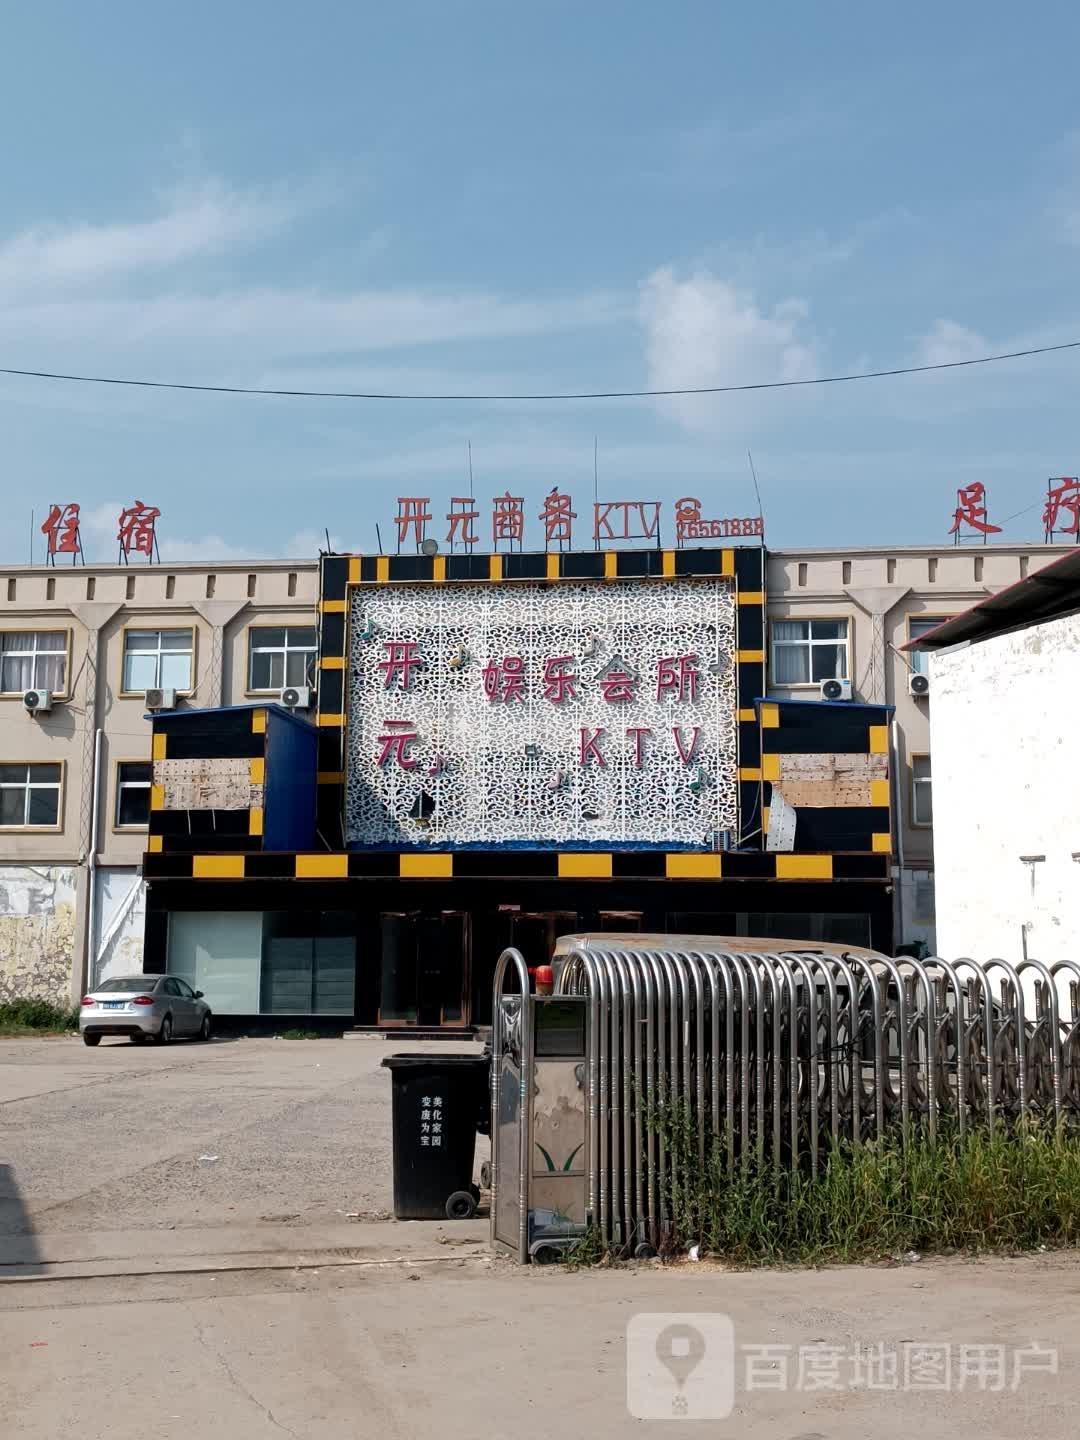 住宿
开元商务KTV
26561888
足疗
开元
娱乐会所
KTV
美化家园
变废为宝
百度地图用户